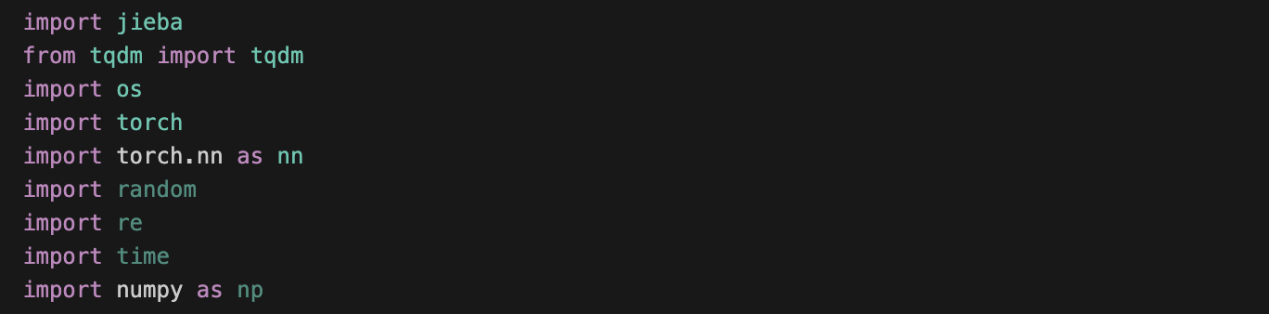 import jieba
from tqdm import tqdm
import os
import torch
import torch.nn as nn
import random
import re
import time
import numpy as np